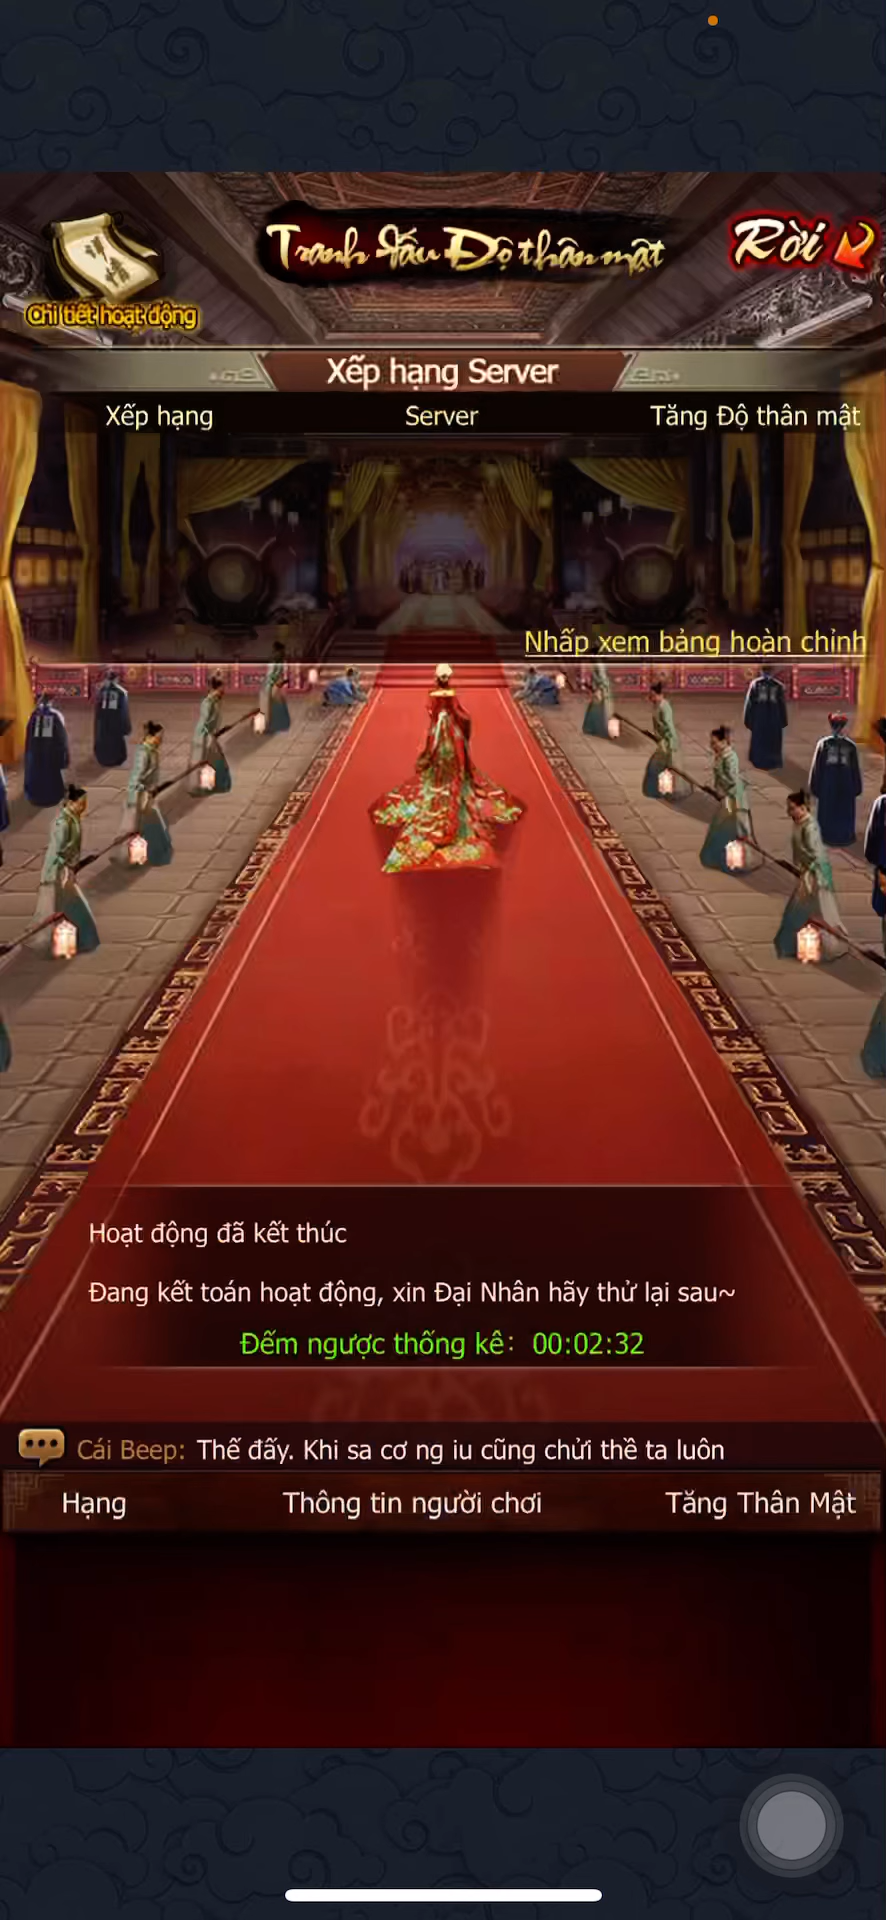 Tranh đấu Độ thân mật
Rời
Chi tiết hoạt động
Xếp hạng Server
Xếp hạng Server Tăng Độ thân mật
Nhấp xem bảng hoàn chỉnh
Hoạt động đã kết thúc
Đang kết toán hoạt động, xin Đại Nhân hãy thử lại sau~
Đếm ngược thống kê: 00:02:32
Cái Beep: Thế đấy. Khi sa cơ ng iu cũng chửi thề ta luôn
Hạng Thông tin người chơi Tăng Thân Mật